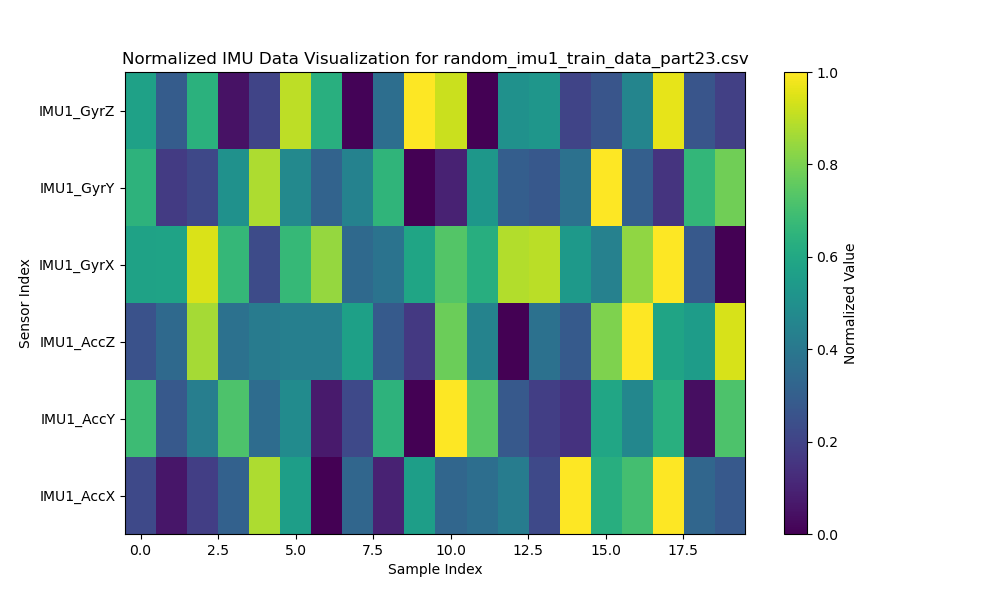 Normalized IMU Data Visualization for random_imu1_train_data_part23.csv
IMU1_GyrZ
IMU1_GyrY
IMU1_GyrX
IMU1_AccZ
IMU1_AccY
IMU1_AccX
Sensor Index
0.0 2.5 5.0 7.5 10.0 12.5 15.0 17.5
Sample Index
1.0
0.8
0.6
0.4
0.2
0.0
Normalized Value